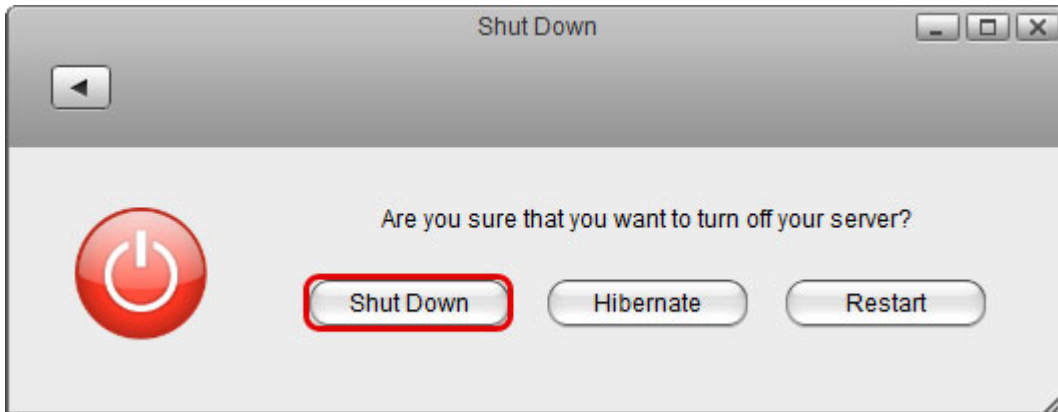 Shut Down
Are you sure that you want to turn off your server?
Shut Down Hibernate Restart